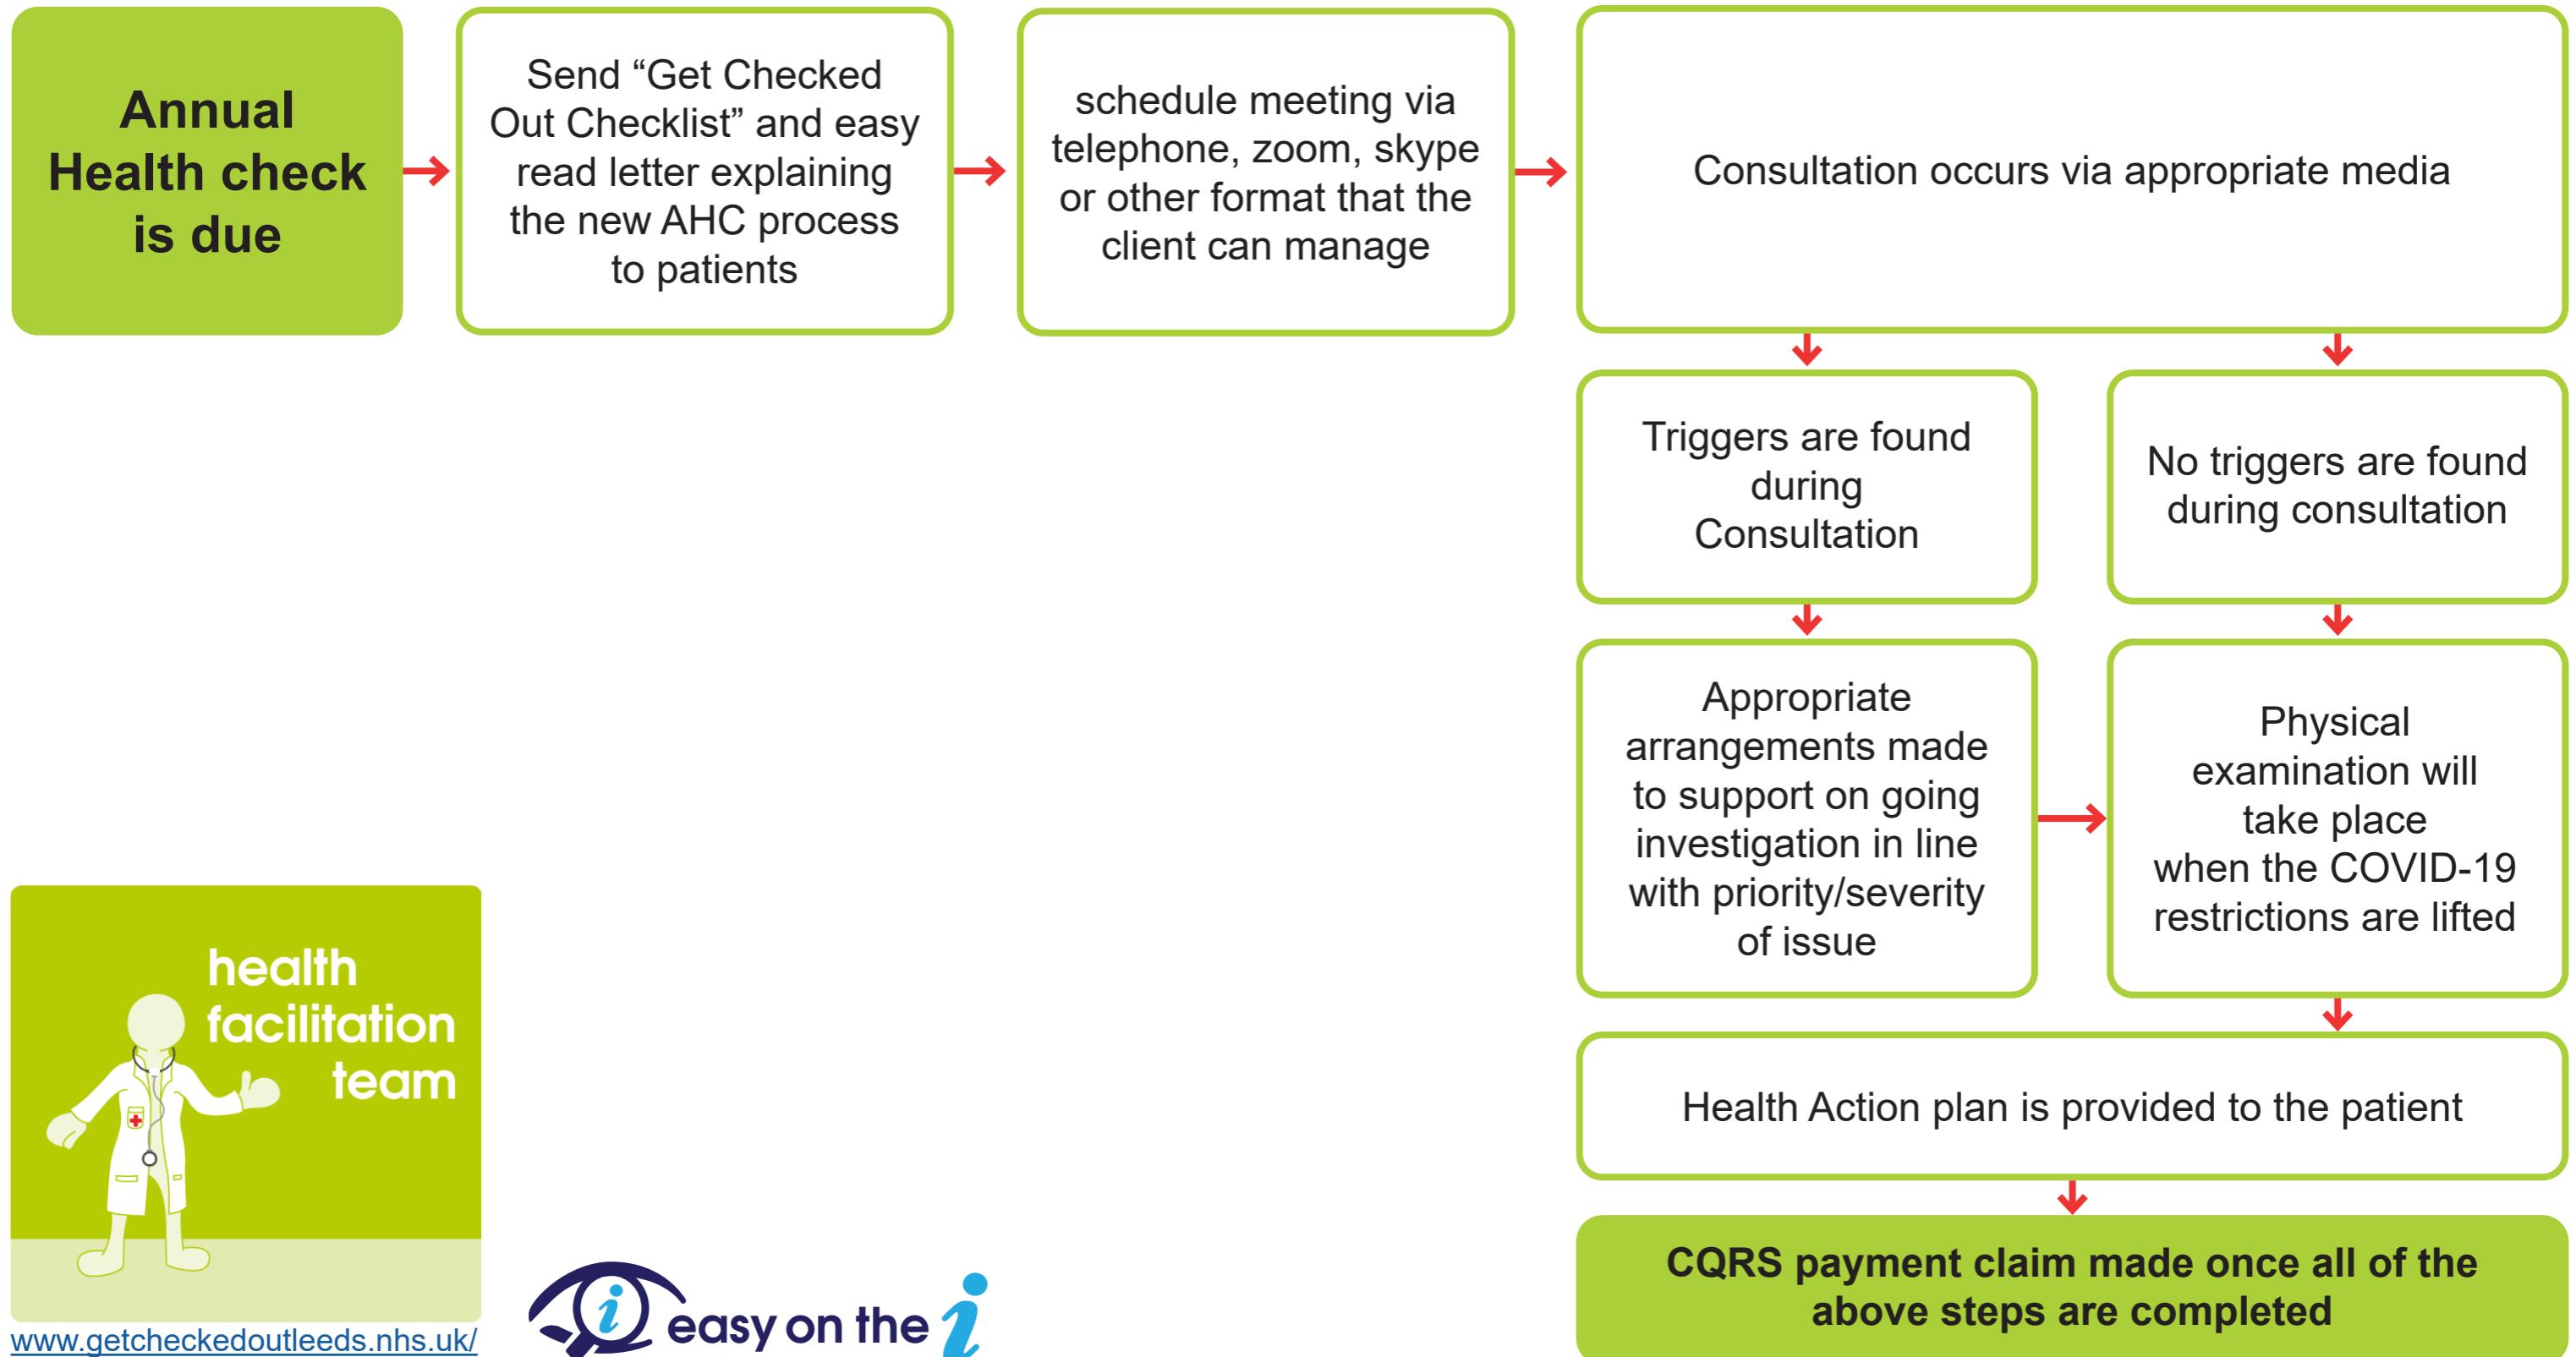 Annual
Health check
is due
Send “Get Checked
Out Checklist” and easy
read letter explaining
the new AHC process
to patients
schedule meeting via
telephone, zoom, skype
or other format that the
client can manage
Consultation occurs via appropriate media
Triggers are found
during
Consultation
No triggers are found
during consultation
Appropriate
arrangements made
to support on going
investigation in line
with priority/severity
of issue
Physical
examination will
take place
when the COVID-19
restrictions are lifted
Health Action plan is provided to the patient
CQRS payment claim made once all of the
above steps are completed
health
facilitation
team
www.getcheckedoutleeds.nhs.uk/
i
easy on the i